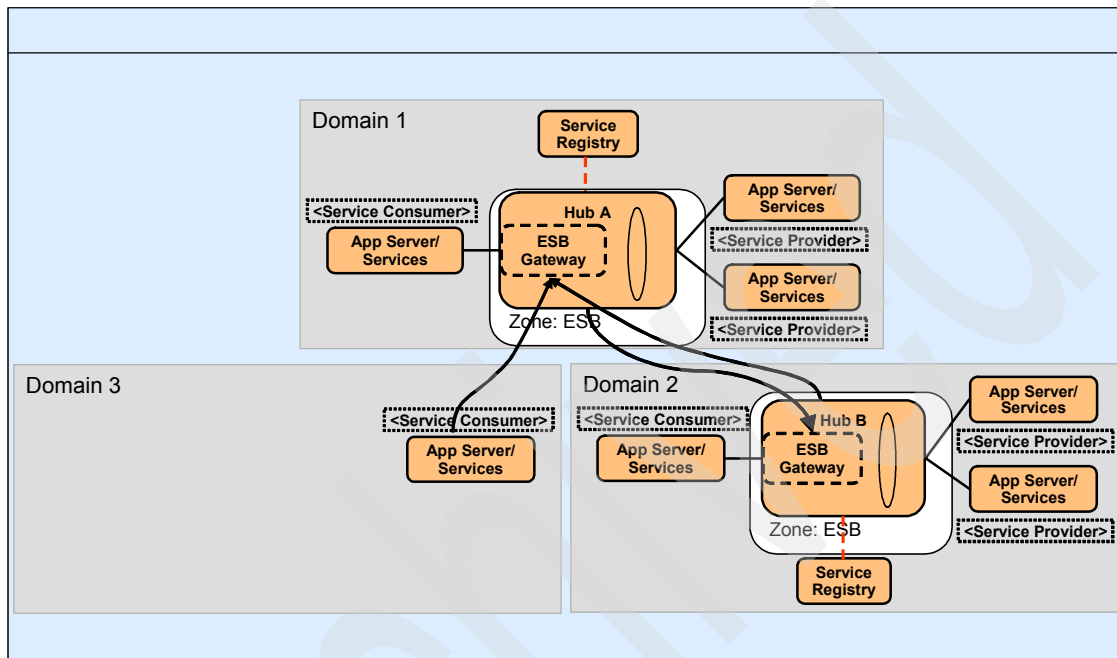 Domain 1
Service
Registry
<Service Consumer>
App Server/
Services
Hub A
ESB
Gateway
Zone: ESB
App Server/
Services
<Service Provider>
App Server/
Services
<Service Provider>
Domain 3
<Service Consumer>
App Server/
Services
Domain 2
<Service Consumer>
App Server/
Services
Hub B
ESB
Gateway
Zone: ESB
Service
Registry
App Server/
Services
<Service Provider>
App Server/
Services
<Service Provider>